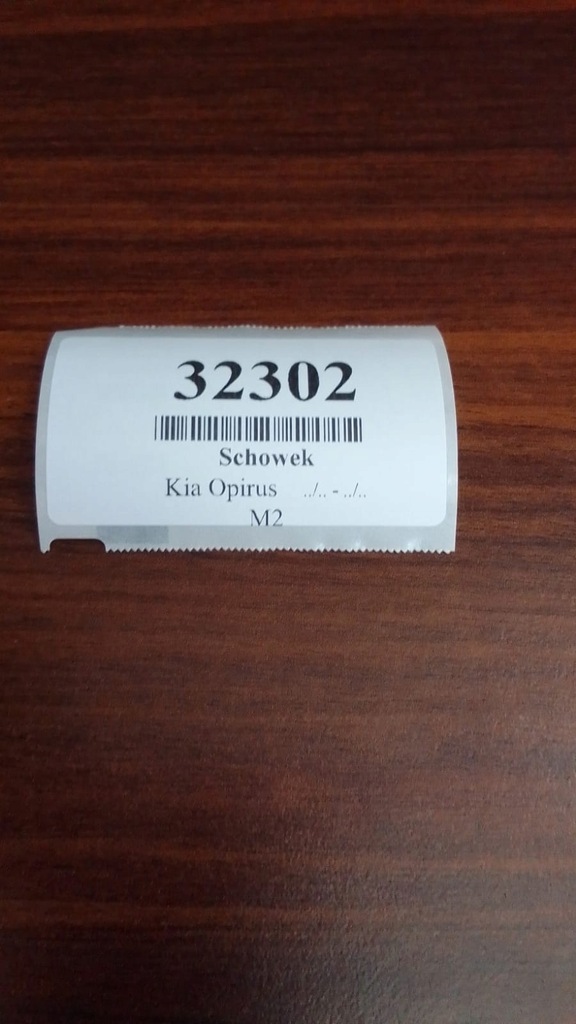 32302
Schowek
Kia Opirus ../.. - ../..
M2